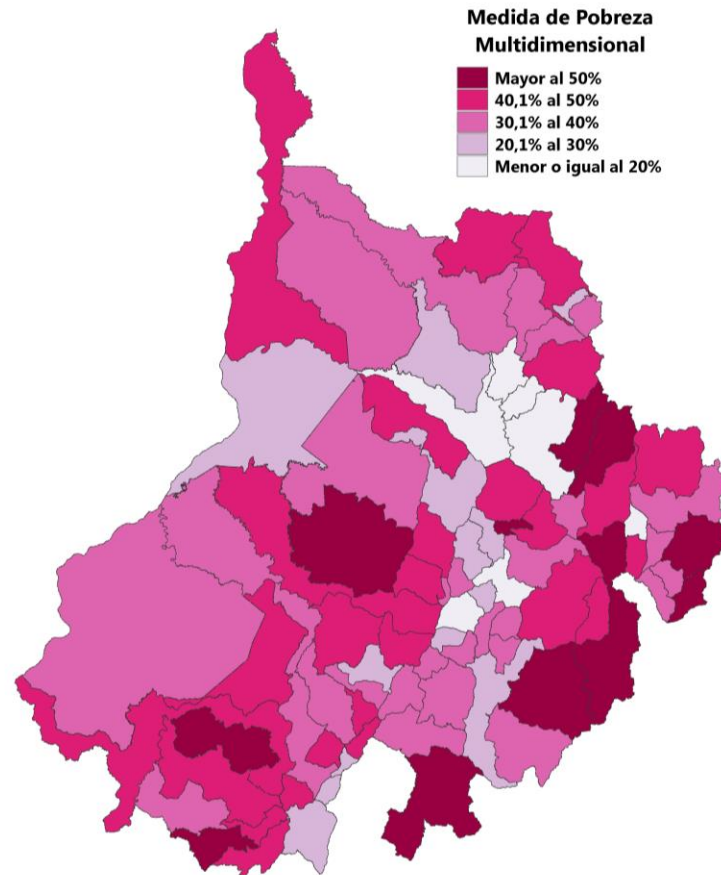 Medida de Pobreza
Multidimensional
Mayor al 50%
40,1% al 50%
30,1% al 40%
20,1% al 30%
Menor o igual al 20%